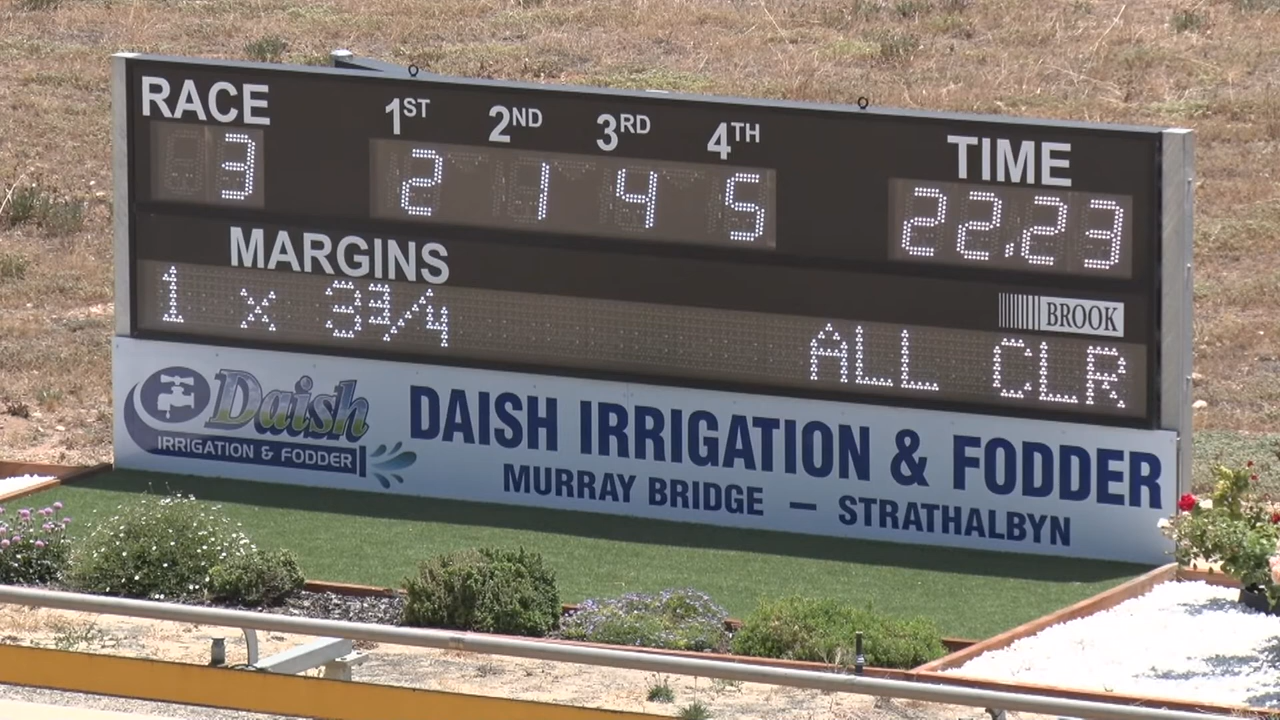 RACE 1ST 2ND 3RD 4TH TIME
3 2 1 4 5 22.23
MARGINS
BROOK
1 x 3 3/4 ALL CLR
Daish
IRRIGATION & FODDER
DAISH IRRIGATION & FODDER
MURRAY BRIDGE — STRATHALBYN